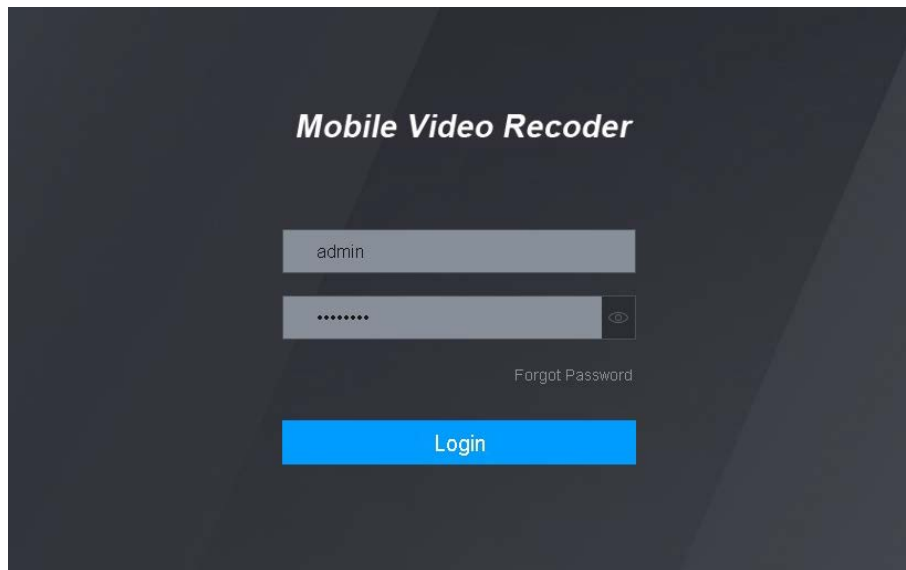 Mobile Video Recoder
admin
••••••••
Forgot Password
Login